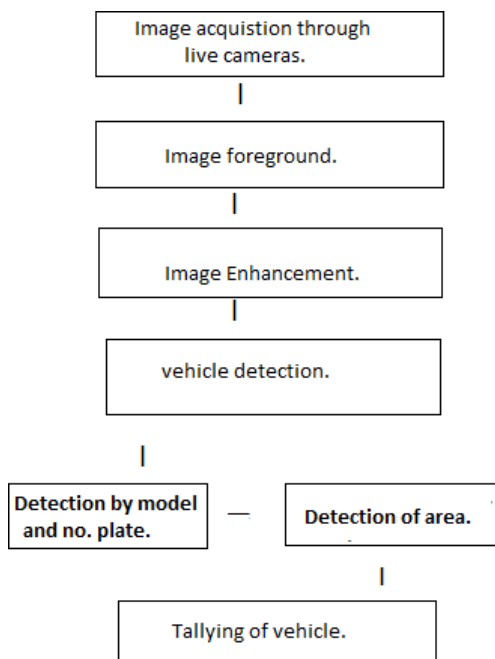 Image acquistion through
live cameras.
Image foreground.
Image Enhancement.
vehicle detection.
Detection by model
and no. plate.
Detection of area.
Tallying of vehicle.